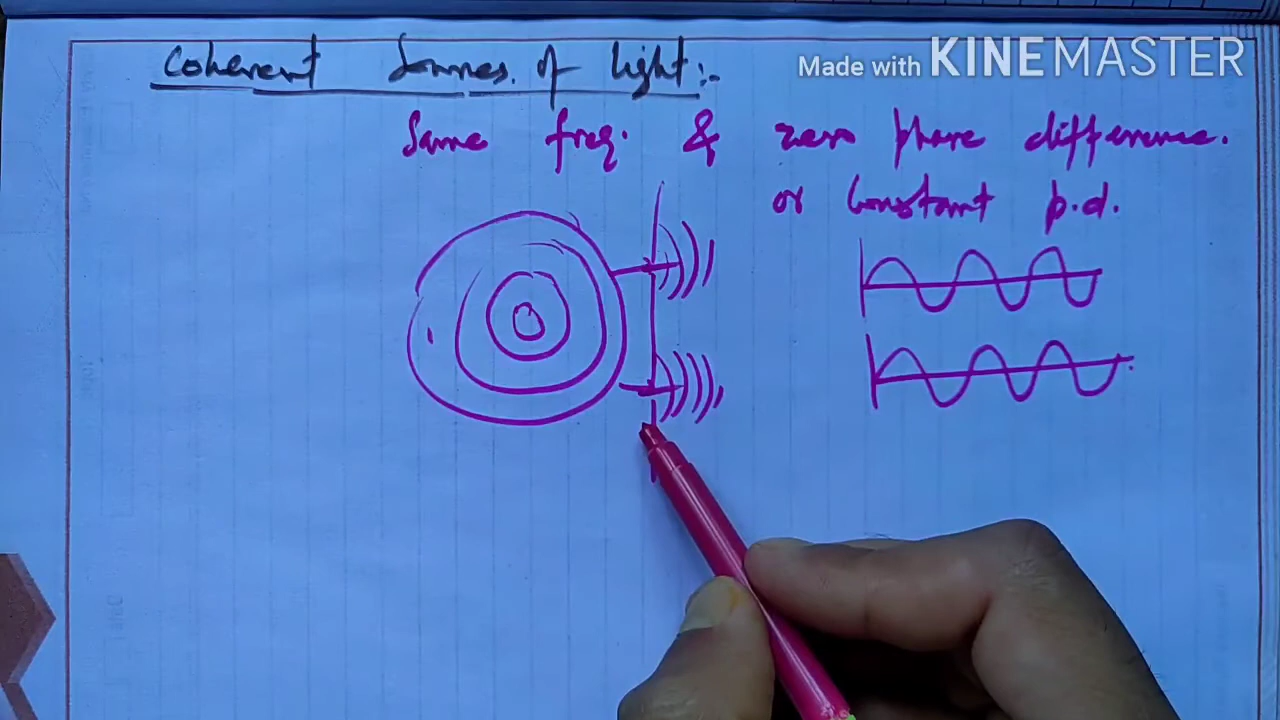 Coherent Sources of light:-
Made with KINEMASTER
Same freq. & zero phase difference.
or Constant p.d.